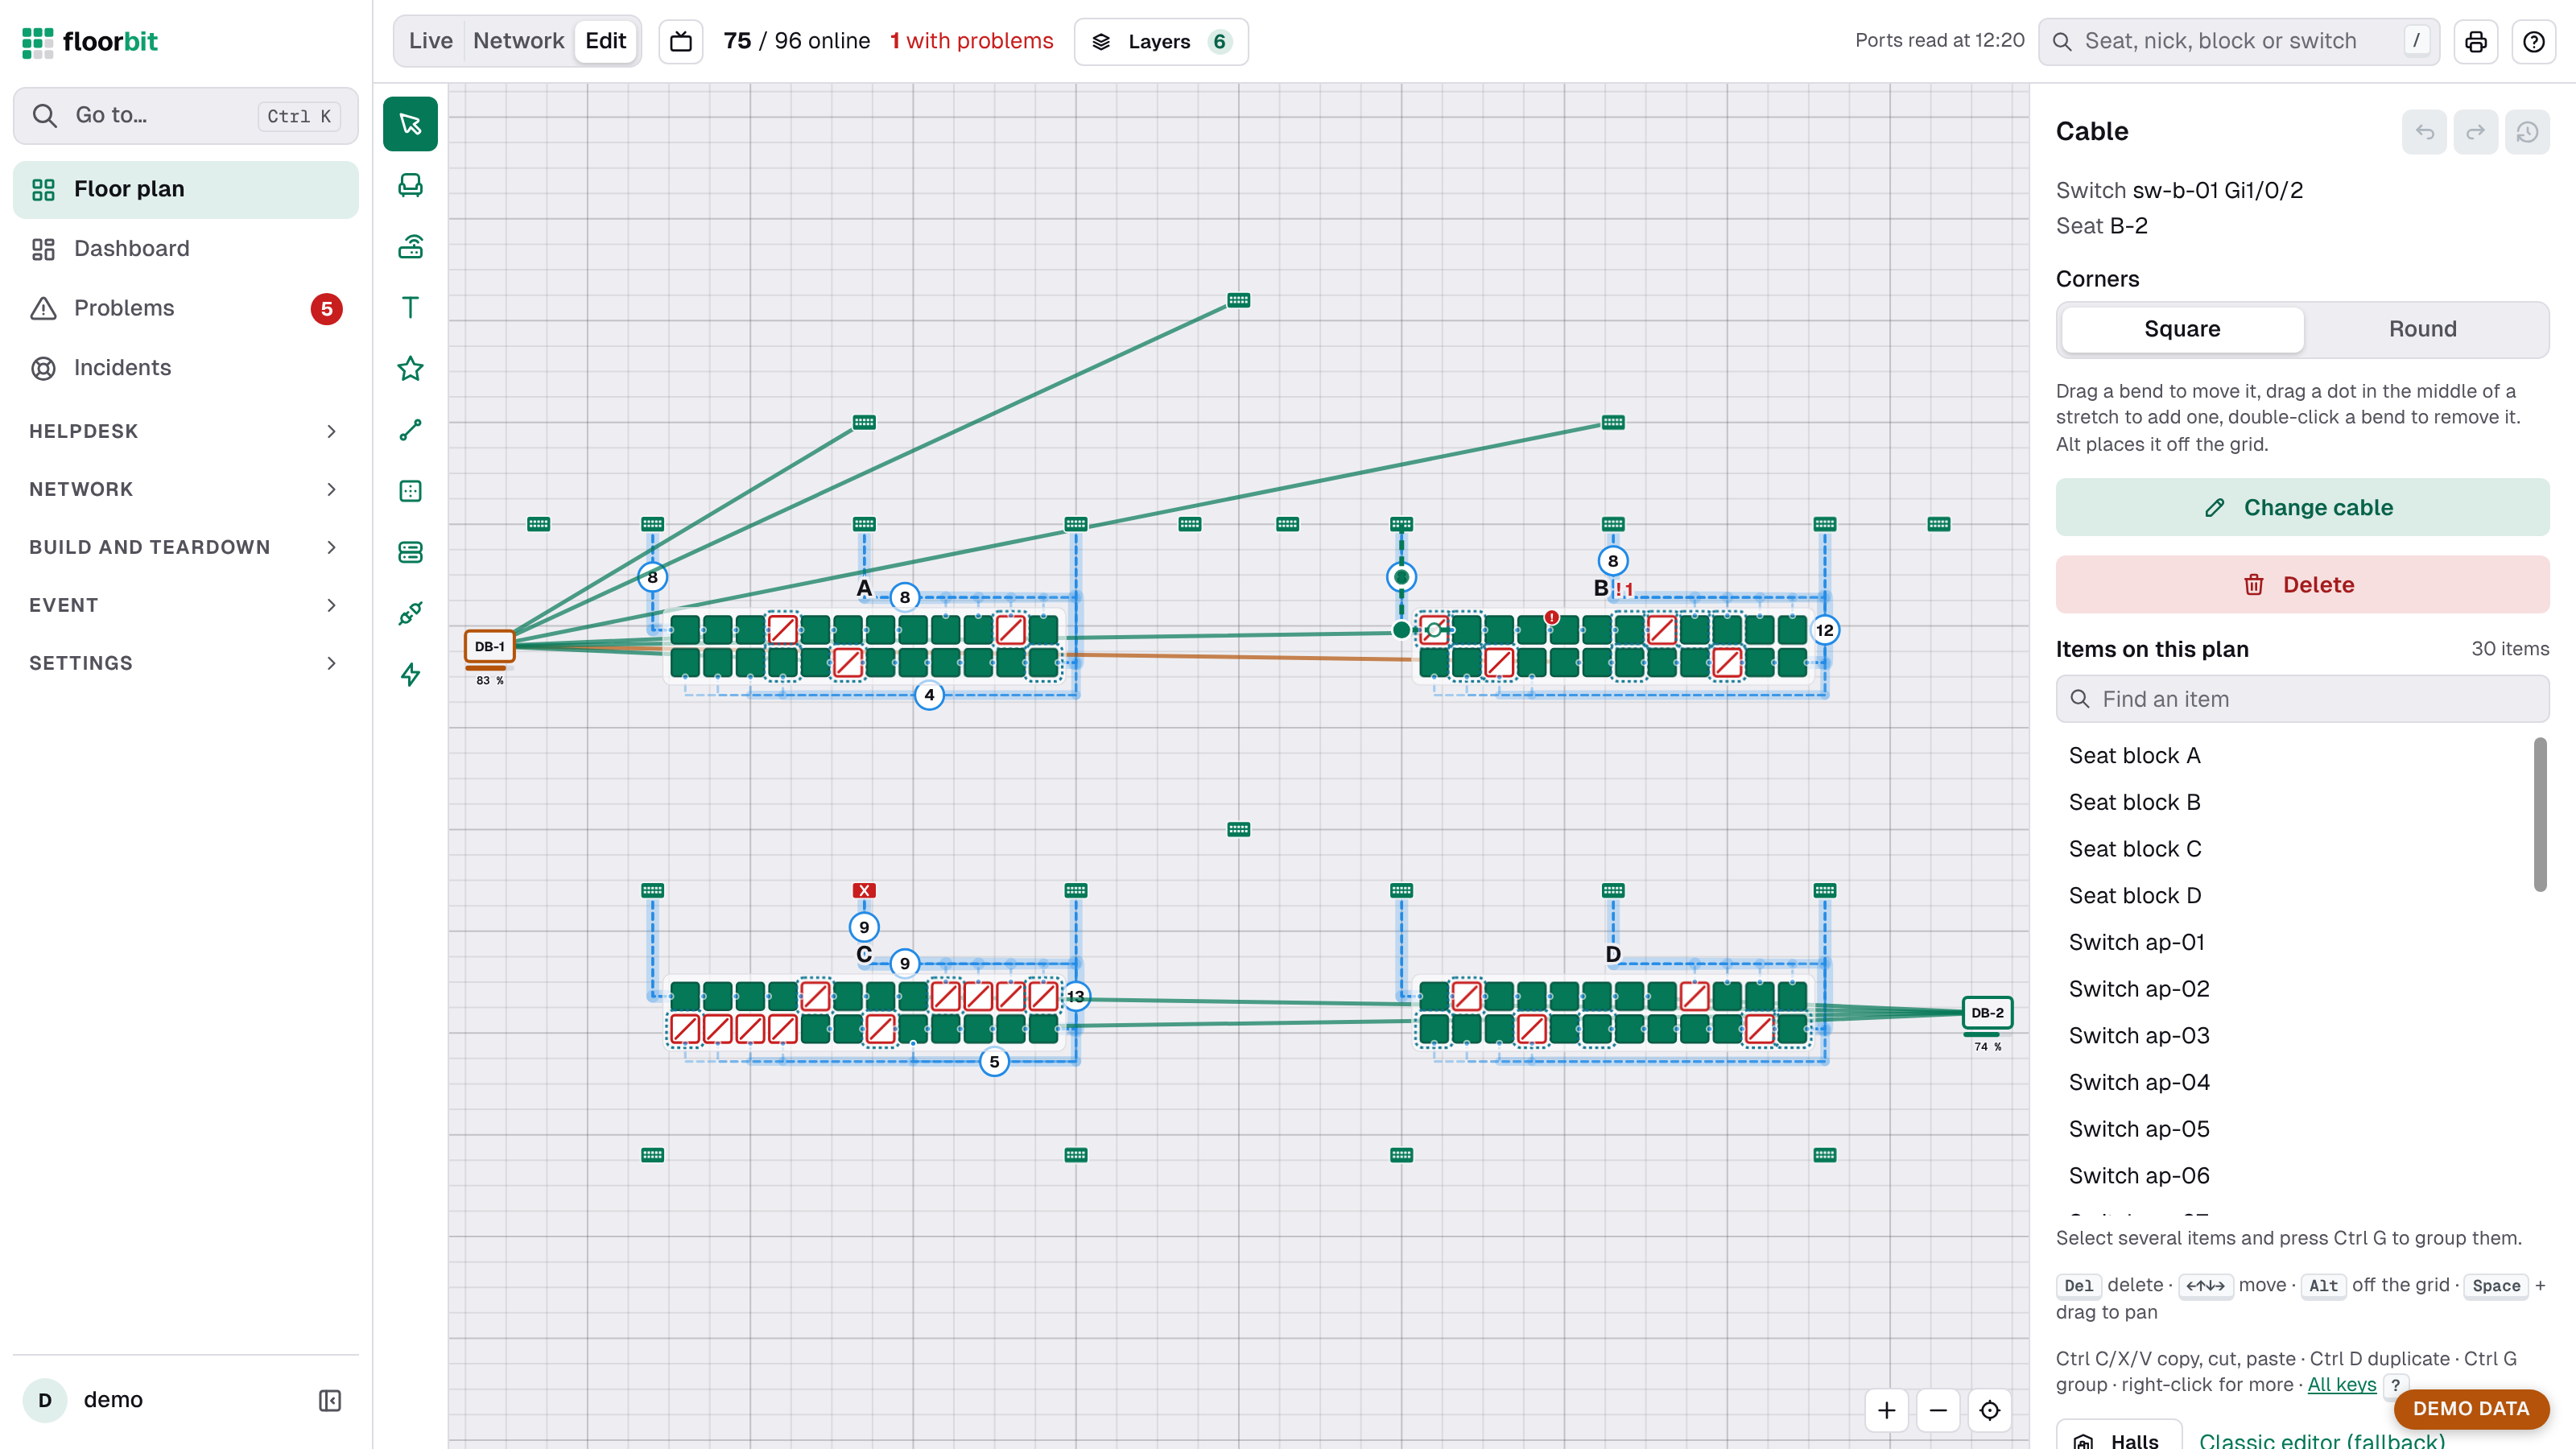 floorbit
Live Network Edit
75 / 96 online 1 with problems
Layers 6
Ports read at 12:20
Seat, nick, block or switch /
Go to... Ctrl K
Floor plan
Dashboard
Problems 5
Incidents
HELPDESK
NETWORK
BUILD AND TEARDOWN
EVENT
SETTINGS
D demo
8
A
8
4
DB-1
83 %
8
B !1
!
12
X
9
C
9
13
5
D
DB-2
74 %
Cable
Switch sw-b-01 Gi1/0/2
Seat B-2
Corners
Square Round
Drag a bend to move it, drag a dot in the middle of a
stretch to add one, double-click a bend to remove it.
Alt places it off the grid.
Change cable
Delete
Items on this plan 30 items
Find an item
Seat block A
Seat block B
Seat block C
Seat block D
Switch ap-01
Switch ap-02
Switch ap-03
Switch ap-04
Switch ap-05
Switch ap-06
Select several items and press Ctrl G to group them.
Del delete · ←↑↓→ move · Alt off the grid · Space +
drag to pan
Ctrl C/X/V copy, cut, paste · Ctrl D duplicate · Ctrl G
group · right-click for more · All keys ?
DEMO DATA
Halls Classic editor (fallback)